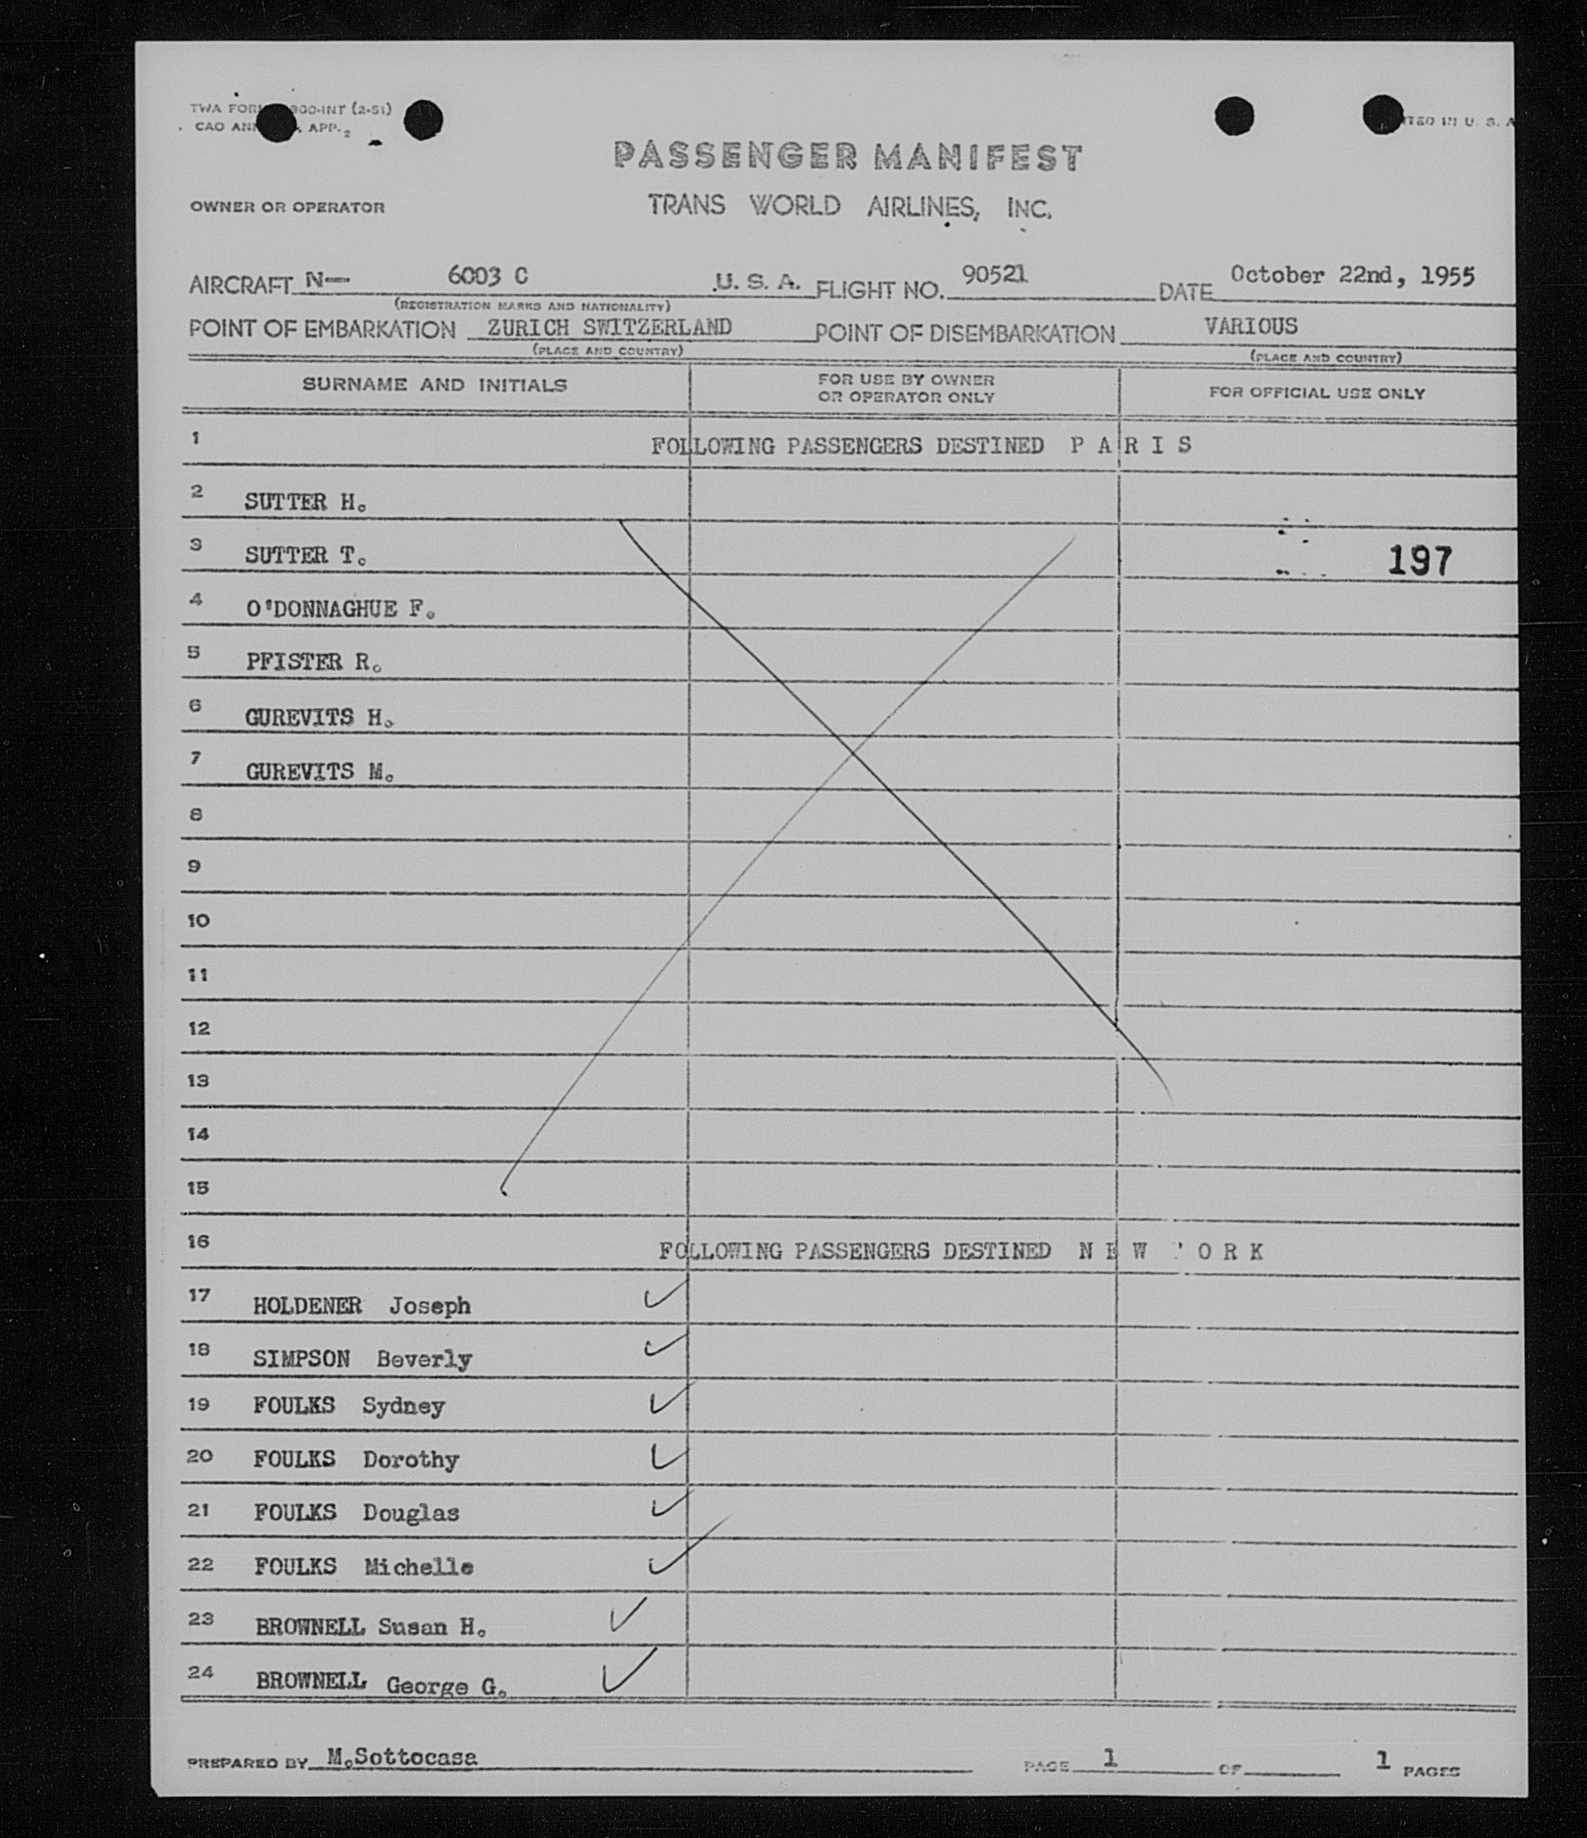 TWA FORM 800-INT (2-51)
CAO ANN APP. 2
TED IN U. S. A
PASSENGER MANIFEST
OWNER OR OPERATOR TRANS WORLD AIRLINES, INC.
AIRCRAFT N— 6003 C U. S. A. FLIGHT NO. 90521 DATE October 22nd, 1955
(REGISTRATION MARKS AND NATIONALITY)
POINT OF EMBARKATION ZURICH SWITZERLAND POINT OF DISEMBARKATION VARIOUS
(PLACE AND COUNTRY) (PLACE AND COUNTRY)
SURNAME AND INITIALS FOR USE BY OWNER OR OPERATOR ONLY FOR OFFICIAL USE ONLY
1 FOLLOWING PASSENGERS DESTINED P A R I S
2 SUTTER H.
3 SUTTER T. 197
4 O'DONNAGHUE F.
5 PFISTER R.
6 GUREVITS H.
7 GUREVITS M.
8
9
10
11
12
13
14
15
16 FOLLOWING PASSENGERS DESTINED N E W ' O R K
17 HOLDENER Joseph ✓
18 SIMPSON Beverly ✓
19 FOULKS Sydney ✓
20 FOULKS Dorothy ✓
21 FOULKS Douglas ✓
22 FOULKS Michelle ✓
23 BROWNELL Susan H. ✓
24 BROWNELL George G. ✓
PREPARED BY M.Sottocasa PAGE 1 OF 1 PAGES